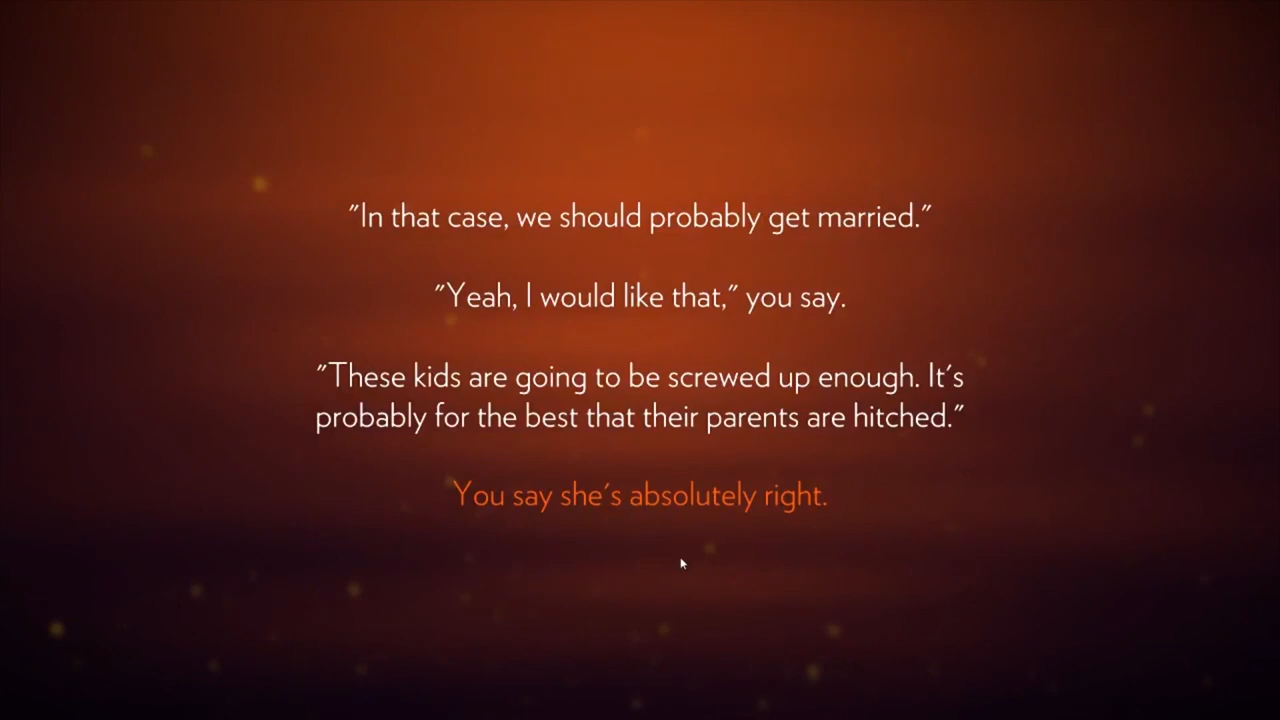 "In that case, we should probably get married."
"Yeah, I would like that," you say.
"These kids are going to be screwed up enough. It's
probably for the best that their parents are hitched."
You say she's absolutely right.